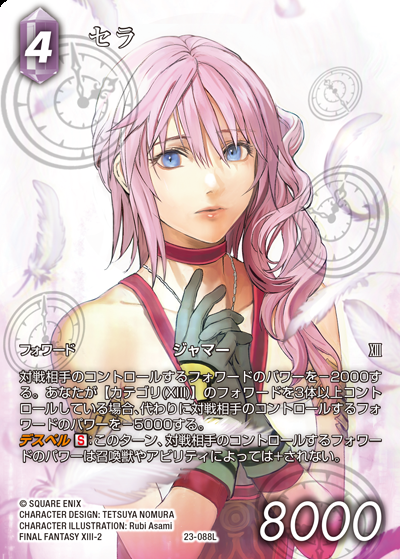 4
セラ
フォワード ジャマー XIII
対戦相手のコントロールするフォワードのパワーを－2000す
る。あなたが【カテゴリ(XIII)】のフォワードを3体以上コント
ロールしている場合、代わりに対戦相手のコントロールするフォ
ワードのパワーを－5000する。
デスペル S：このターン、対戦相手のコントロールするフォワー
ドのパワーは召喚獣やアビリティによっては＋されない。
© SQUARE ENIX
CHARACTER DESIGN: TETSUYA NOMURA
CHARACTER ILLUSTRATION: Rubi Asami
FINAL FANTASY XIII-2 23-088L
8000